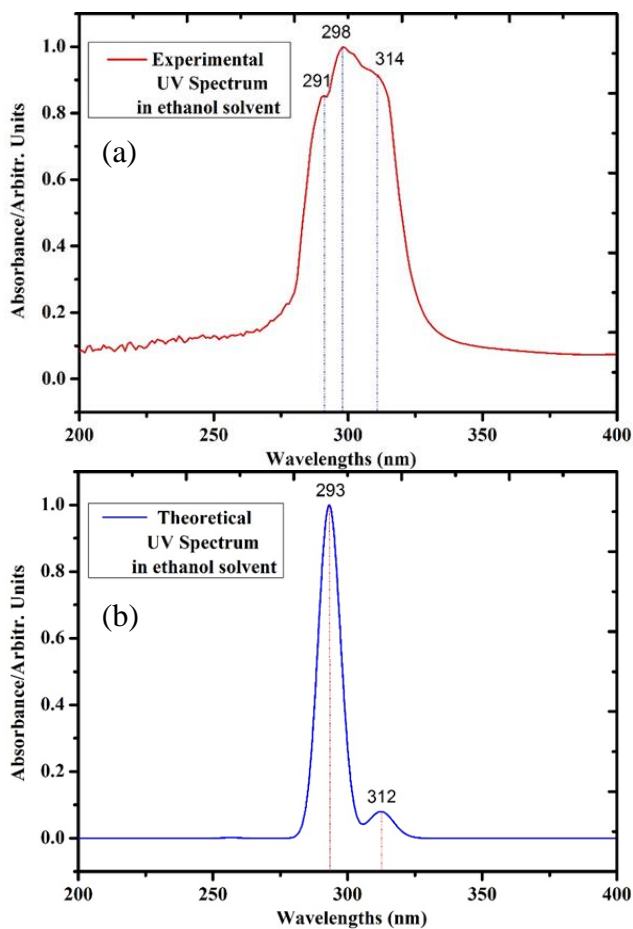 298
314
291
Experimental
UV Spectrum
in ethanol solvent
(a)
Absorbance/Arbitr. Units
1.0
0.8
0.6
0.4
0.2
0.0
200 250 300 350 400
Wavelengths (nm)
293
Theoretical
UV Spectrum
in ethanol solvent
(b)
312
Absorbance/Arbitr. Units
1.0
0.8
0.6
0.4
0.2
0.0
200 250 300 350 400
Wavelengths (nm)